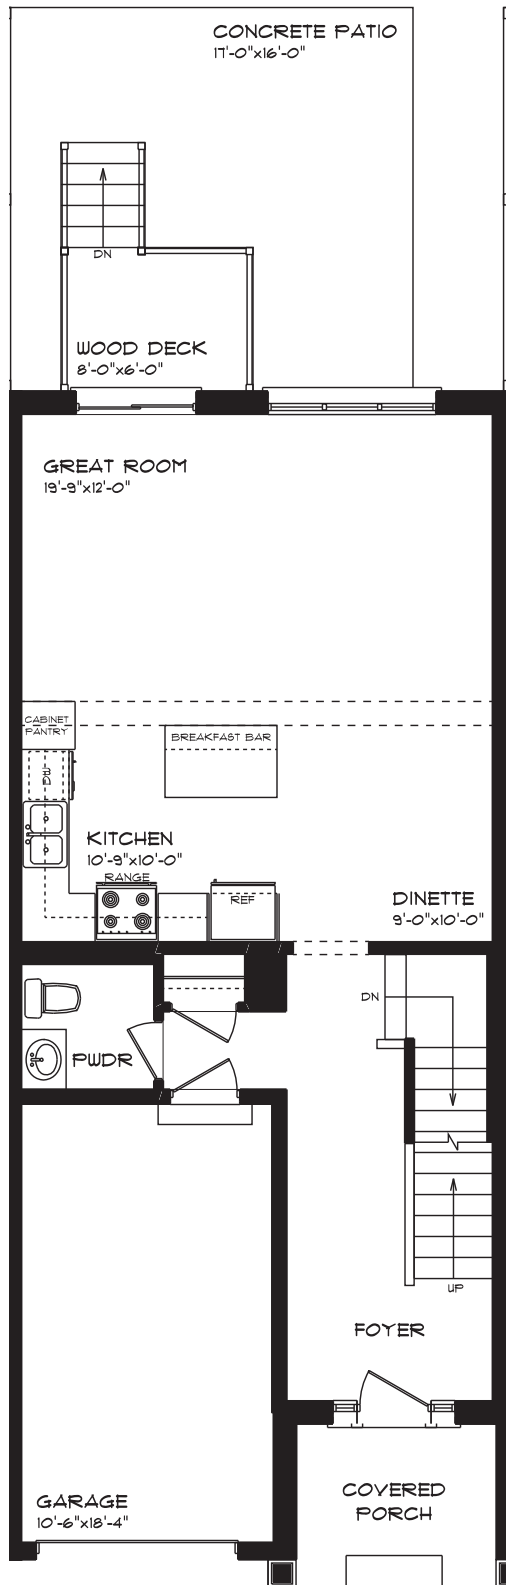 CONCRETE PATIO
17'-0"x16'-0"
DN
WOOD DECK
8'-0"x6'-0"
GREAT ROOM
19'-9"x12'-0"
CABINET
PANTRY
BREAKFAST BAR
DW
KITCHEN
10'-9"x10'-0"
RANGE
REF
DINETTE
9'-0"x10'-0"
DN
PWDR
UP
FOYER
COVERED
PORCH
GARAGE
10'-6"x18'-4"